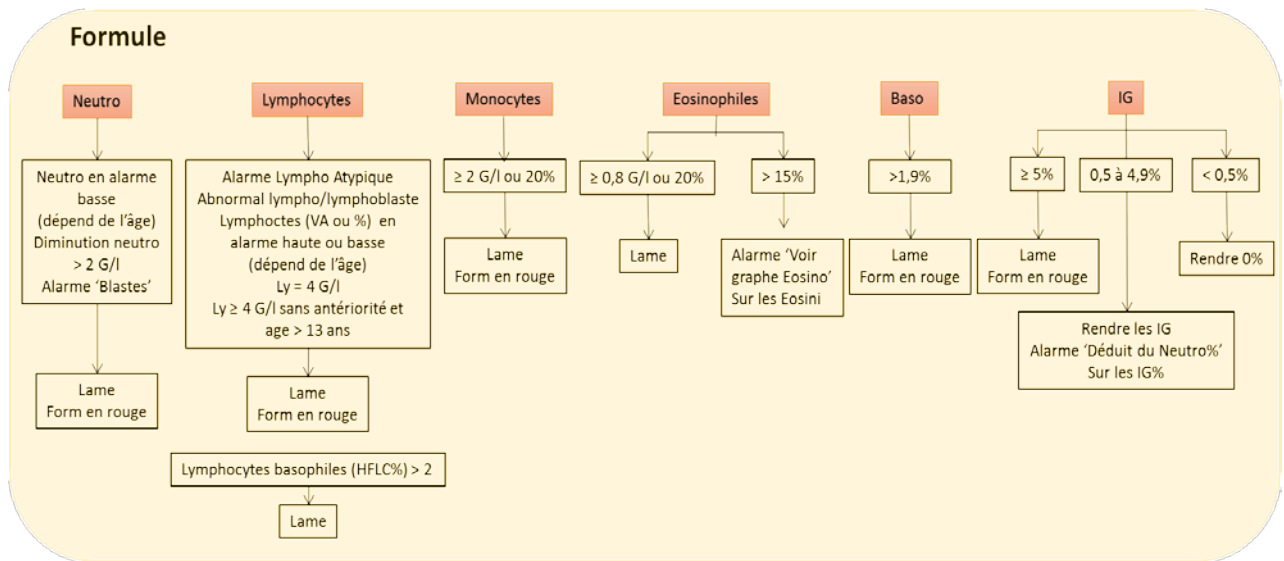 Formule
Neutro
Neutro en alarme
basse
(dépend de l'âge)
Diminution neutro
> 2 G/l
Alarme 'Blastes'
Lame
Form en rouge
Lymphocytes
Alarme Lympho Atypique
Abnormal lympho/lymphoblaste
Lymphoctes (VA ou %) en
alarme haute ou basse
(dépend de l'âge)
Ly = 4 G/l
Ly ≥ 4 G/l sans antériorité et
age > 13 ans
Lame
Form en rouge
Lymphocytes basophiles (HFLC%) > 2
Lame
Monocytes
≥ 2 G/l ou 20%
Lame
Form en rouge
Eosinophiles
≥ 0,8 G/l ou 20%
Lame
> 15%
Alarme 'Voir
graphe Eosino'
Sur les Eosini
Baso
>1,9%
Lame
Form en rouge
IG
≥ 5%
Lame
Form en rouge
0,5 à 4,9%
Rendre les IG
Alarme 'Déduit du Neutro%'
Sur les IG%
< 0,5%
Rendre 0%